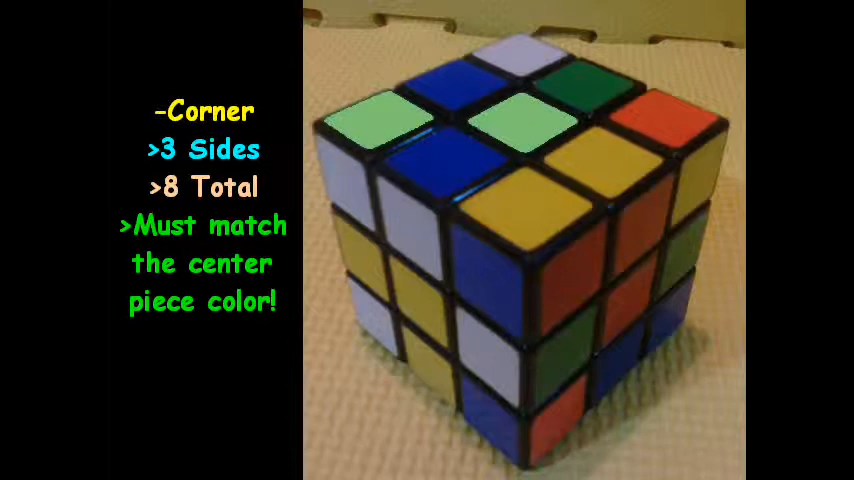 -Corner
>3 Sides
>8 Total
>Must match
the center
piece color!